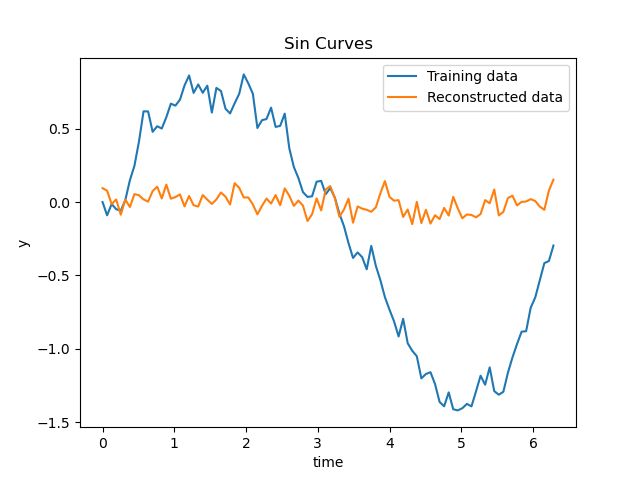 Sin Curves
Training data
Reconstructed data
0.5
0.0
−0.5
−1.0
−1.5
y
0 1 2 3 4 5 6
time